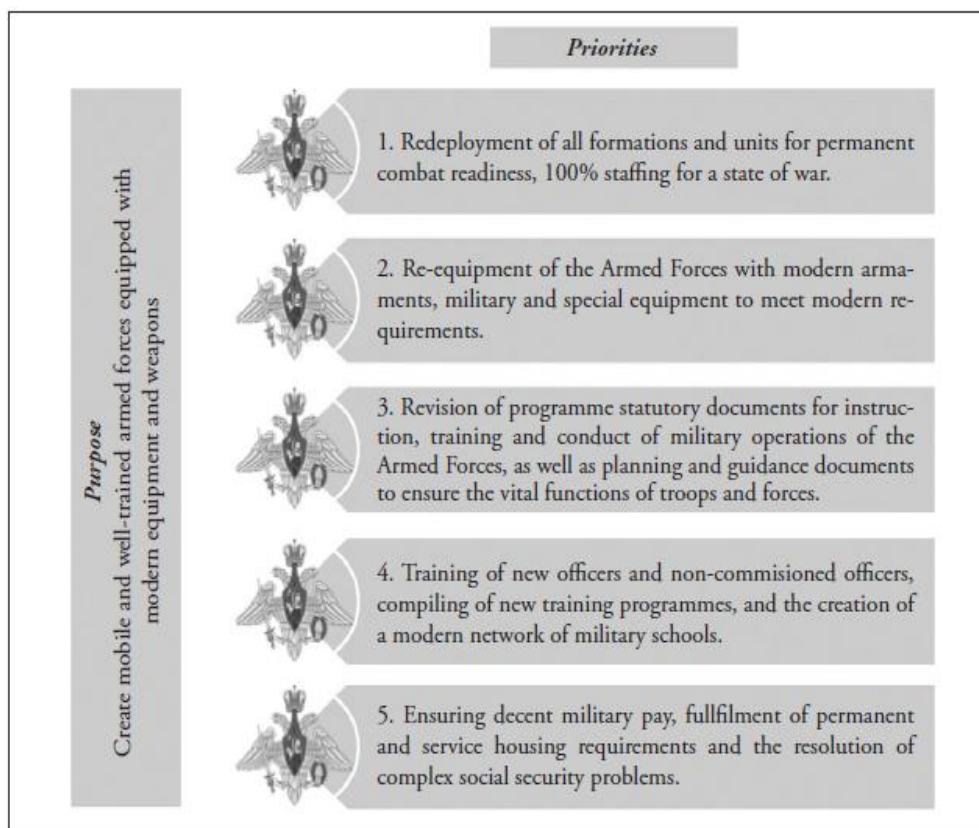 Priorities
Purpose
Create mobile and well-trained armed forces equipped with
modern equipment and weapons
1. Redeployment of all formations and units for permanent
combat readiness, 100% staffing for a state of war.
2. Re-equipment of the Armed Forces with modern arma-
ments, military and special equipment to meet modern re-
quirements.
3. Revision of programme statutory documents for instruc-
tion, training and conduct of military operations of the
Armed Forces, as well as planning and guidance documents
to ensure the vital functions of troops and forces.
4. Training of new officers and non-commisioned officers,
compiling of new training programmes, and the creation of
a modern network of military schools.
5. Ensuring decent military pay, fullfilment of permanent
and service housing requirements and the resolution of
complex social security problems.